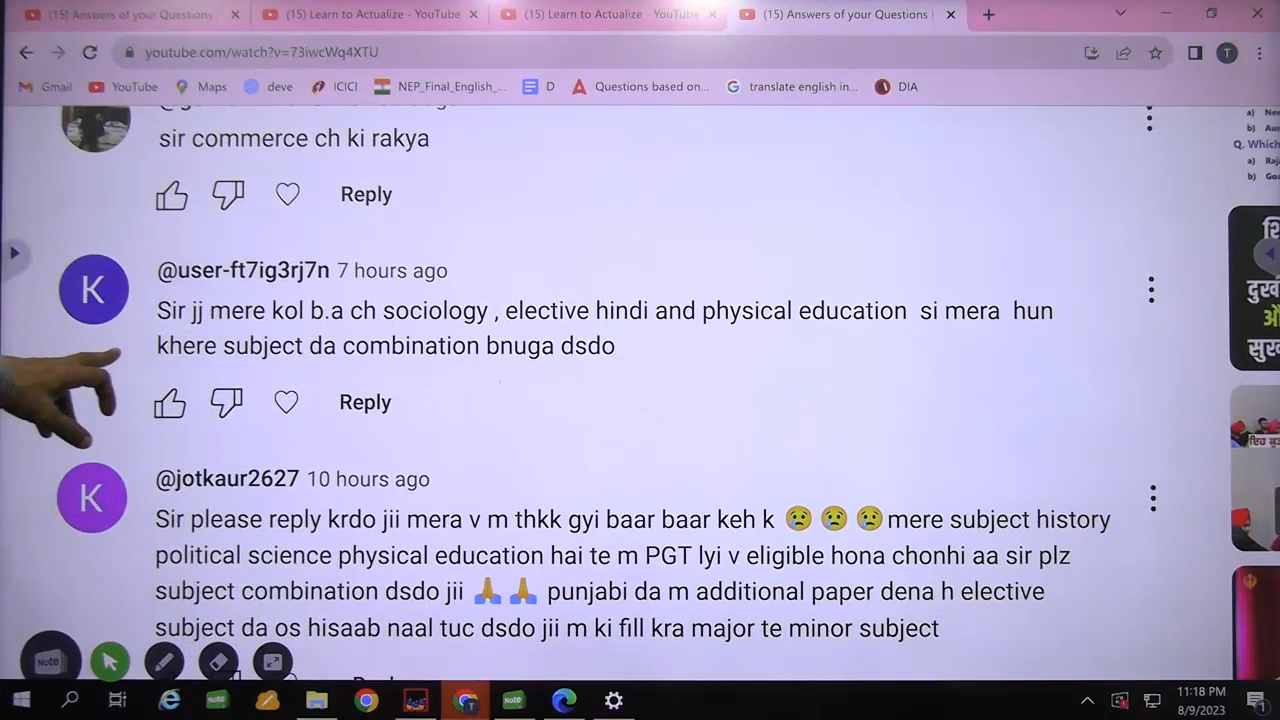 (15) Answers of your Questions
(15) Learn to Actualize - YouTube
(15) Learn to Actualize - YouTube
(15) Answers of your Questions
youtube.com/watch?v=73iwcWq4XTU
T
Gmail YouTube Maps deve ICICI NEP_Final_English_... D Questions based on... translate english in... DIA
sir commerce ch ki rakya
Reply
K
@user-ft7ig3rj7n 7 hours ago
Sir jj mere kol b.a ch sociology , elective hindi and physical education si mera hun
khere subject da combination bnuga dsdo
Reply
K
@jotkaur2627 10 hours ago
Sir please reply krdo jii mera v m thkk gyi baar baar keh k 😢 😢 😢 mere subject history
political science physical education hai te m PGT lyi v eligible hona chonhi aa sir plz
subject combination dsdo jii 🙏 🙏 punjabi da m additional paper dena h elective
subject da os hisaab naal tuc dsdo jii m ki fill kra major te minor subject
a)
b)
Q. Which
a)
b)
Note
Note
T
Note
11:18 PM
8/9/2023
1